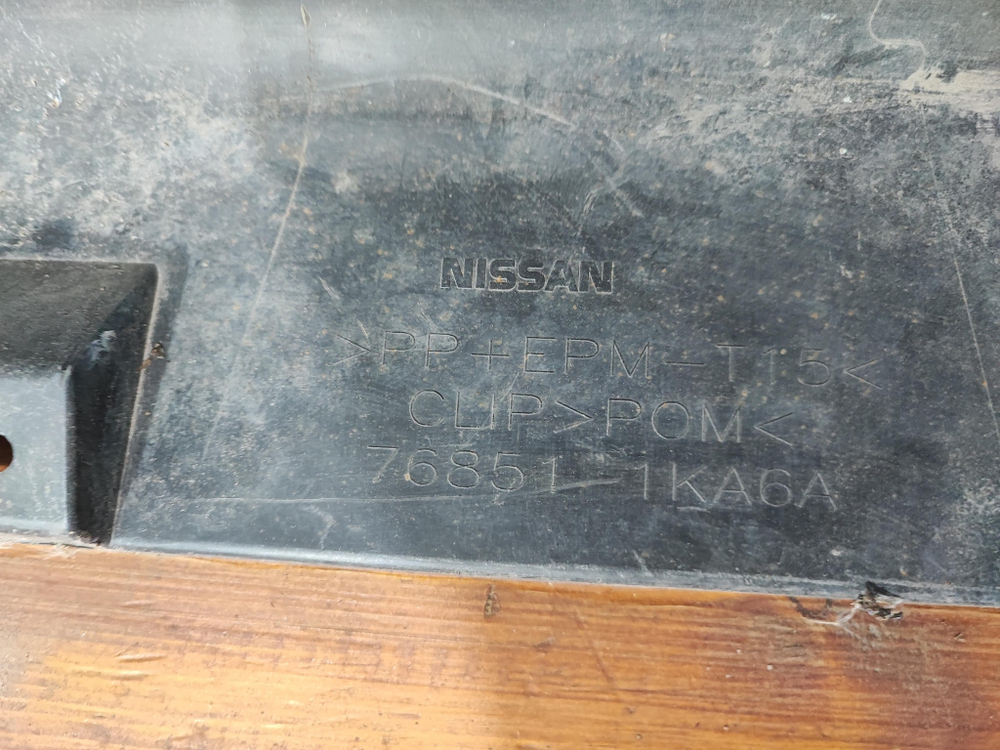 NISSAN
>PP+EPM-T15<
CLIP>POM<
76851-1KA6A